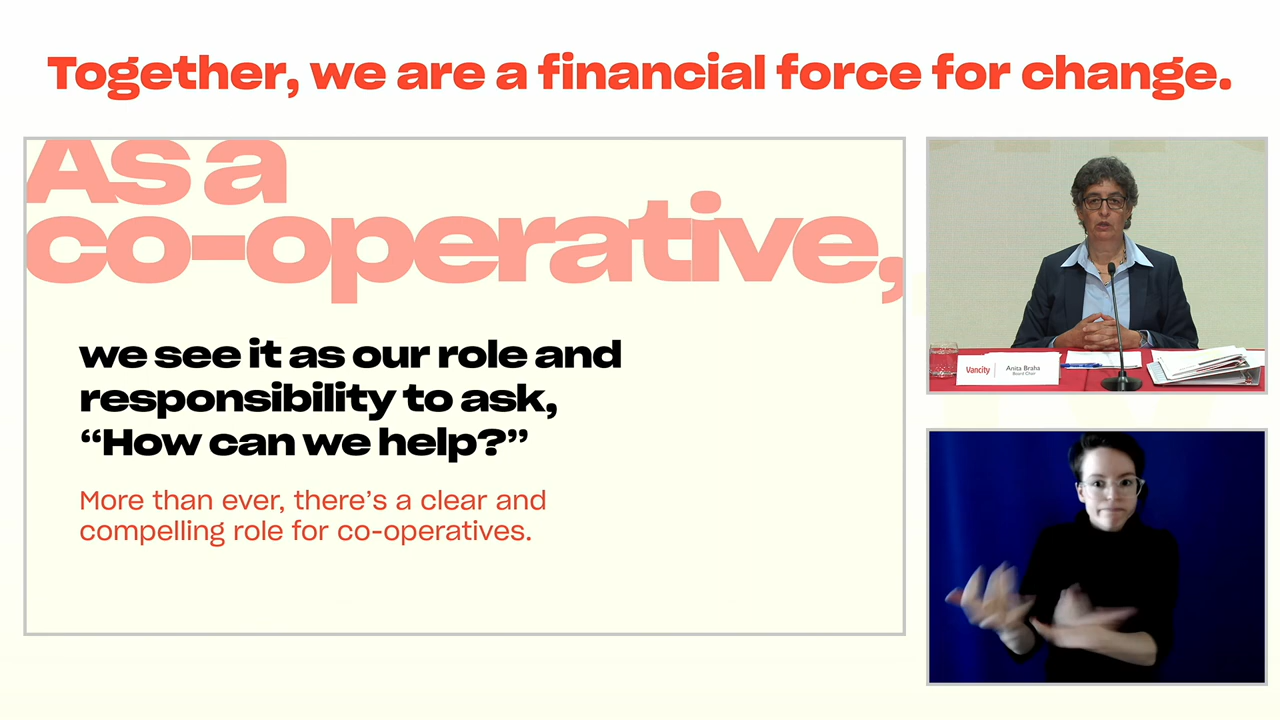 Together, we are a financial force for change.
As a
co-operative,
we see it as our role and
responsibility to ask,
“How can we help?”
More than ever, there’s a clear and
compelling role for co-operatives.
Vancity
Anita Braha
Board Chair